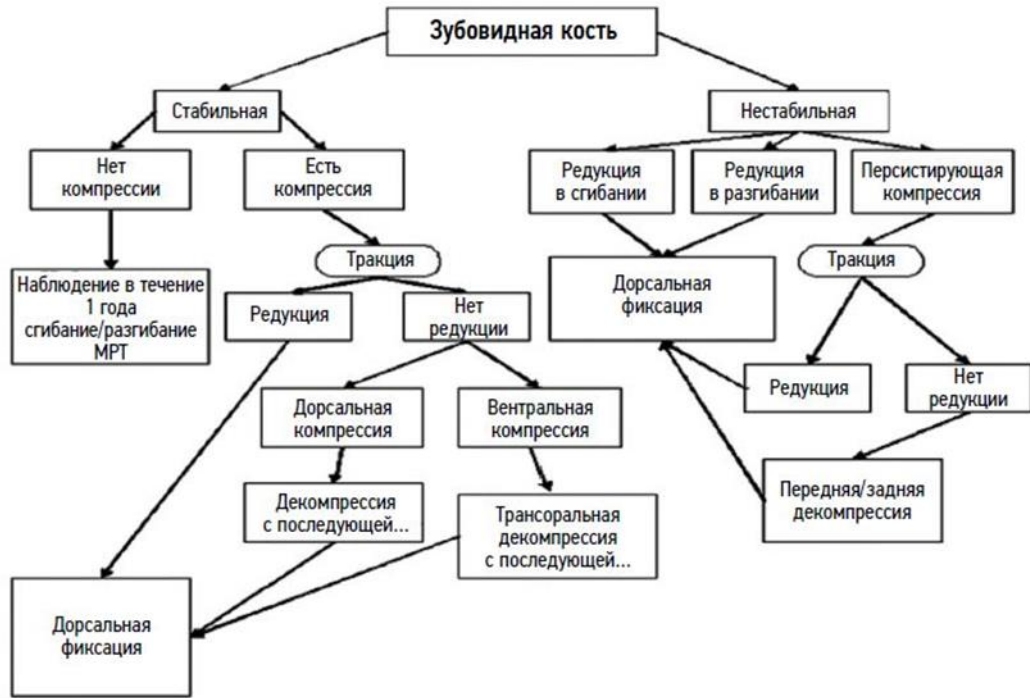 Зубовидная кость
Стабильная
Нестабильная
Нет
компрессии
Есть
компрессия
Редукция
в сгибании
Редукция
в разгибании
Персистирующая
компрессия
Тракция
Тракция
Наблюдение в течение
1 года
сгибание/разгибание
МРТ
Редукция
Нет
редукции
Дорсальная
фиксация
Редукция
Нет
редукции
Дорсальная
компрессия
Вентральная
компрессия
Передняя/задняя
декомпрессия
Декомпрессия
с последующей...
Трансоральная
декомпрессия
с последующей...
Дорсальная
фиксация